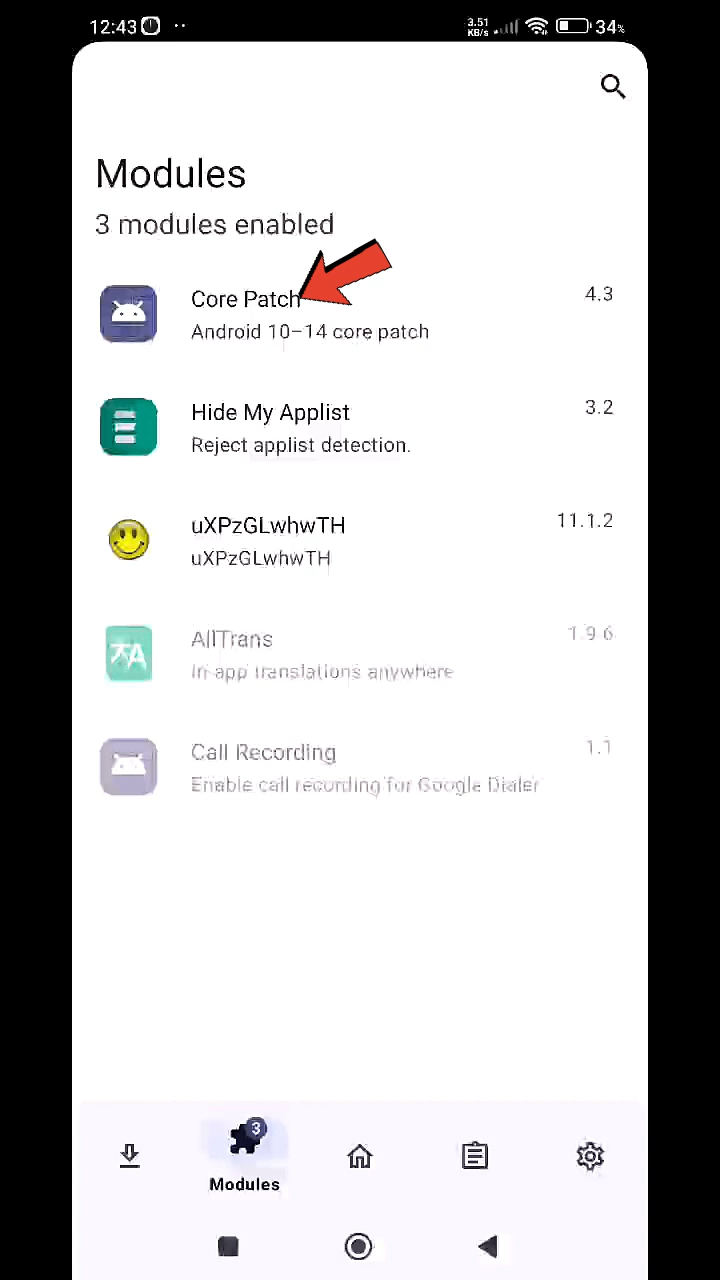 12:43
3.51
KB/s
34%
Modules
3 modules enabled
Core Patch
4.3
Android 10–14 core patch
Hide My Applist
3.2
Reject applist detection.
uXPzGLwhwTH
11.1.2
uXPzGLwhwTH
AllTrans
1.9.6
In-app translations anywhere
Call Recording
1.1
Enable call recording for Google Dialer
3
Modules